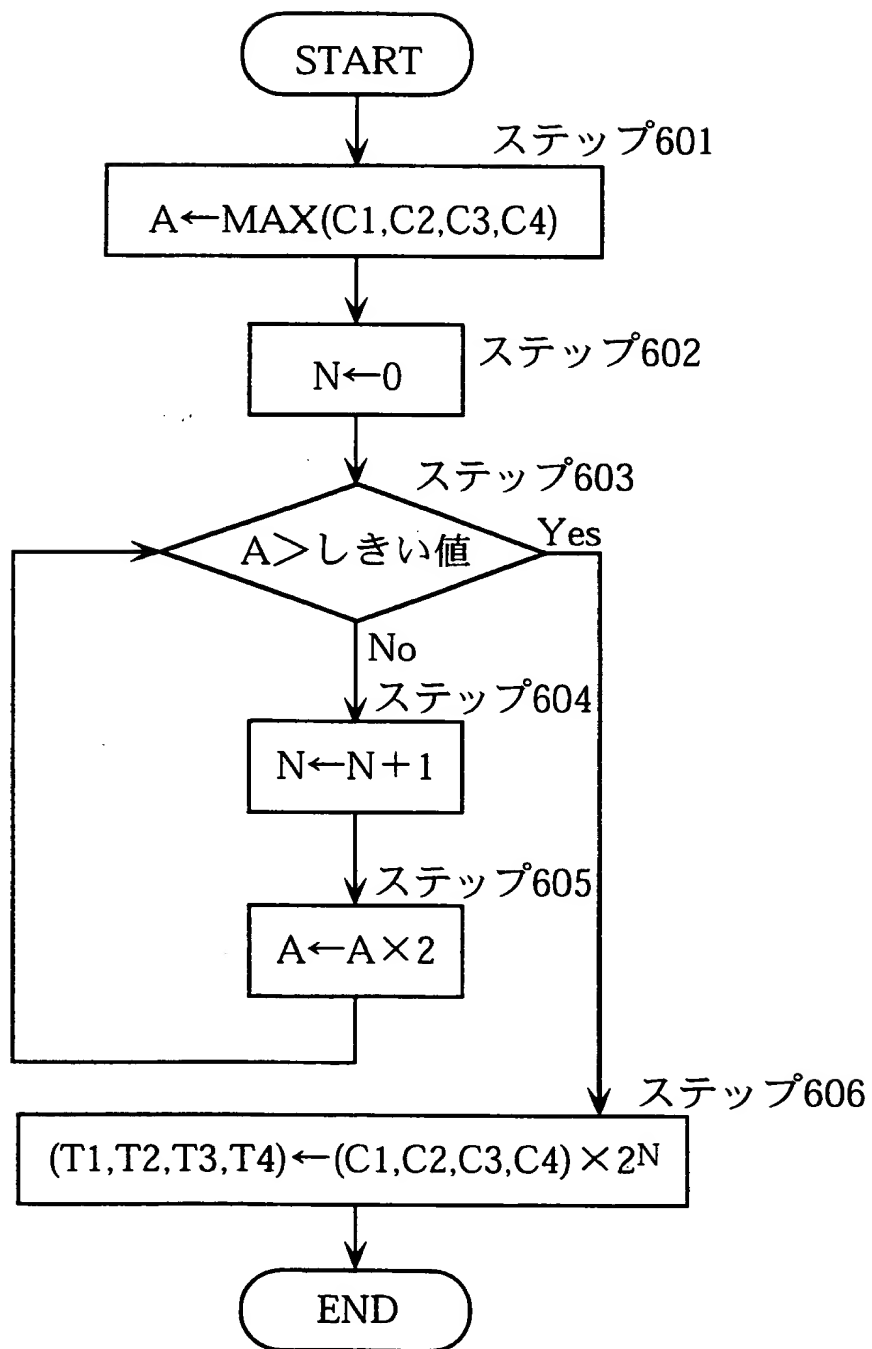 START
ステップ601
A←MAX(C1,C2,C3,C4)
ステップ602
N←0
ステップ603
A＞しきい値
Yes
No
ステップ604
N←N＋1
ステップ605
A←A×2
ステップ606
(T1,T2,T3,T4)←(C1,C2,C3,C4)×2ᴺ
END